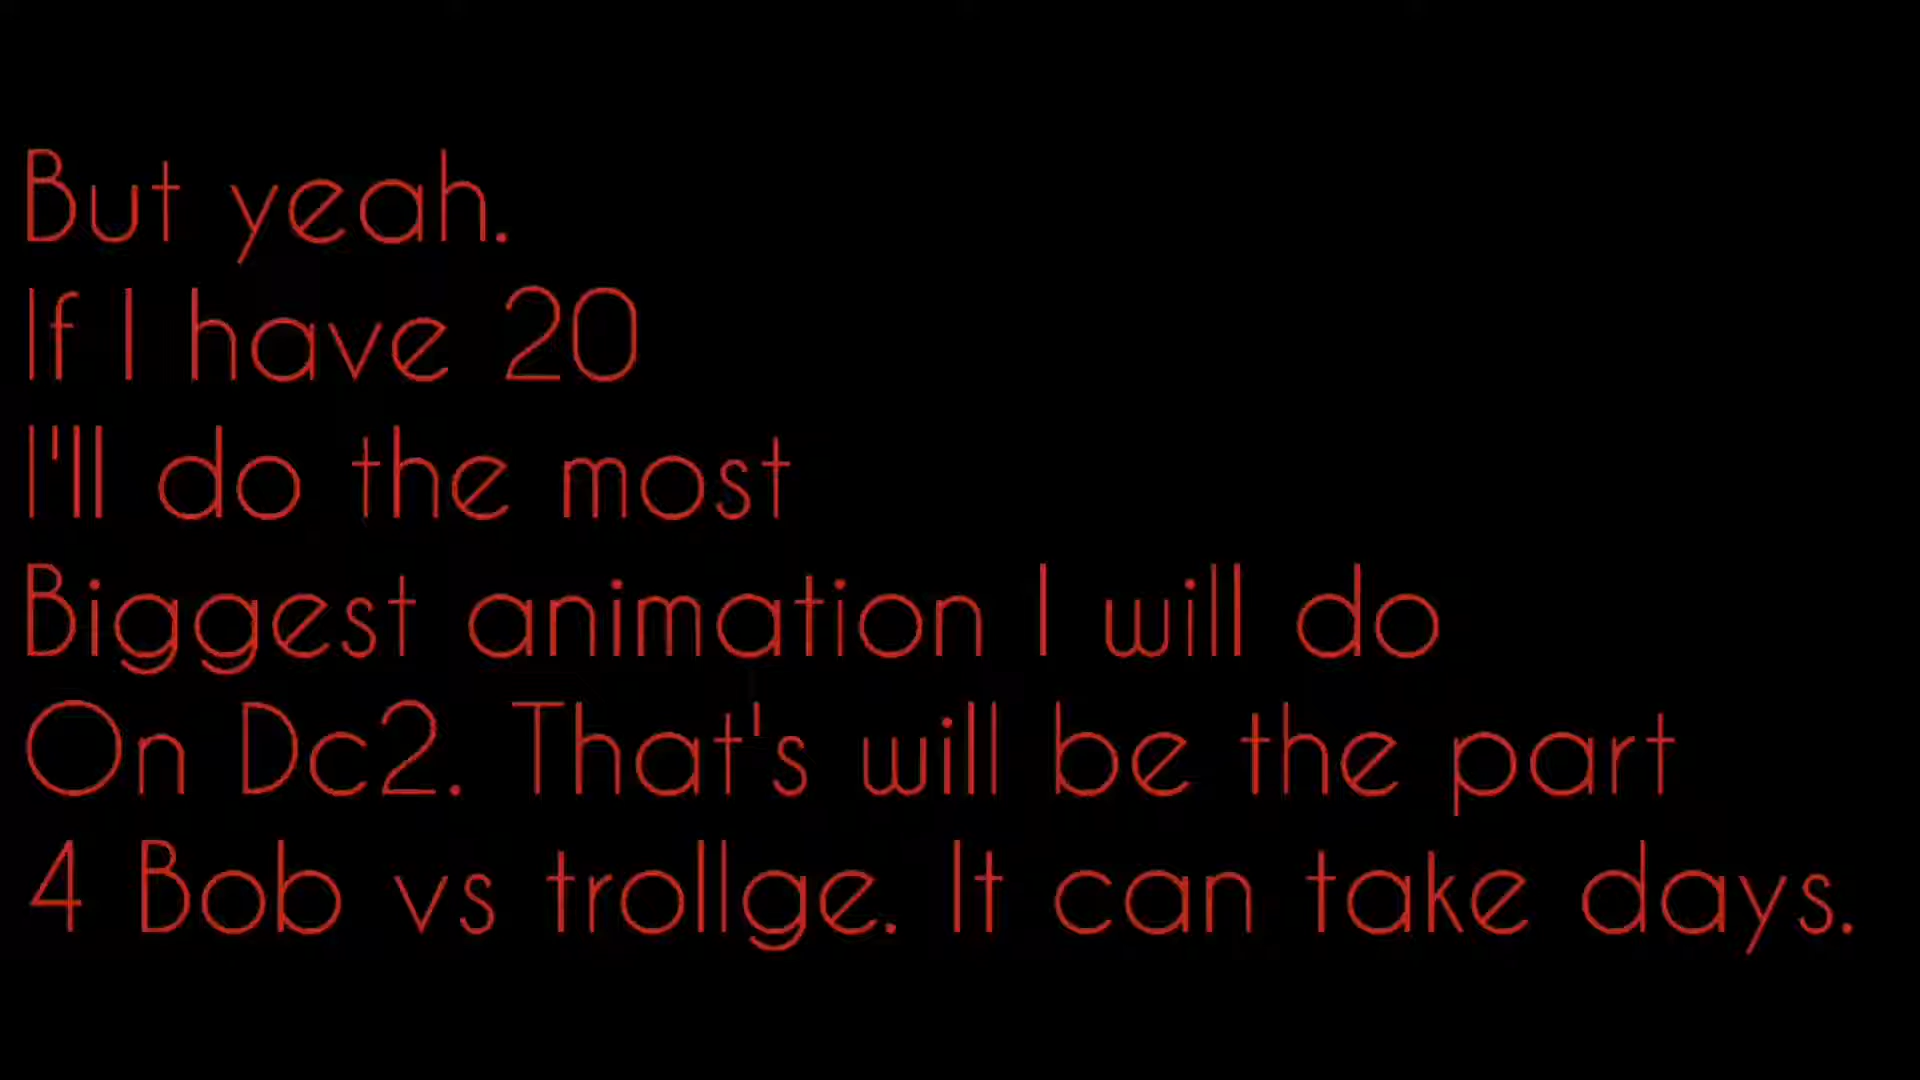 But yeah.
If I have 20
I'll do the most
Biggest animation I will do
On Dc2. That's will be the part
4 Bob vs trollge. It can take days.